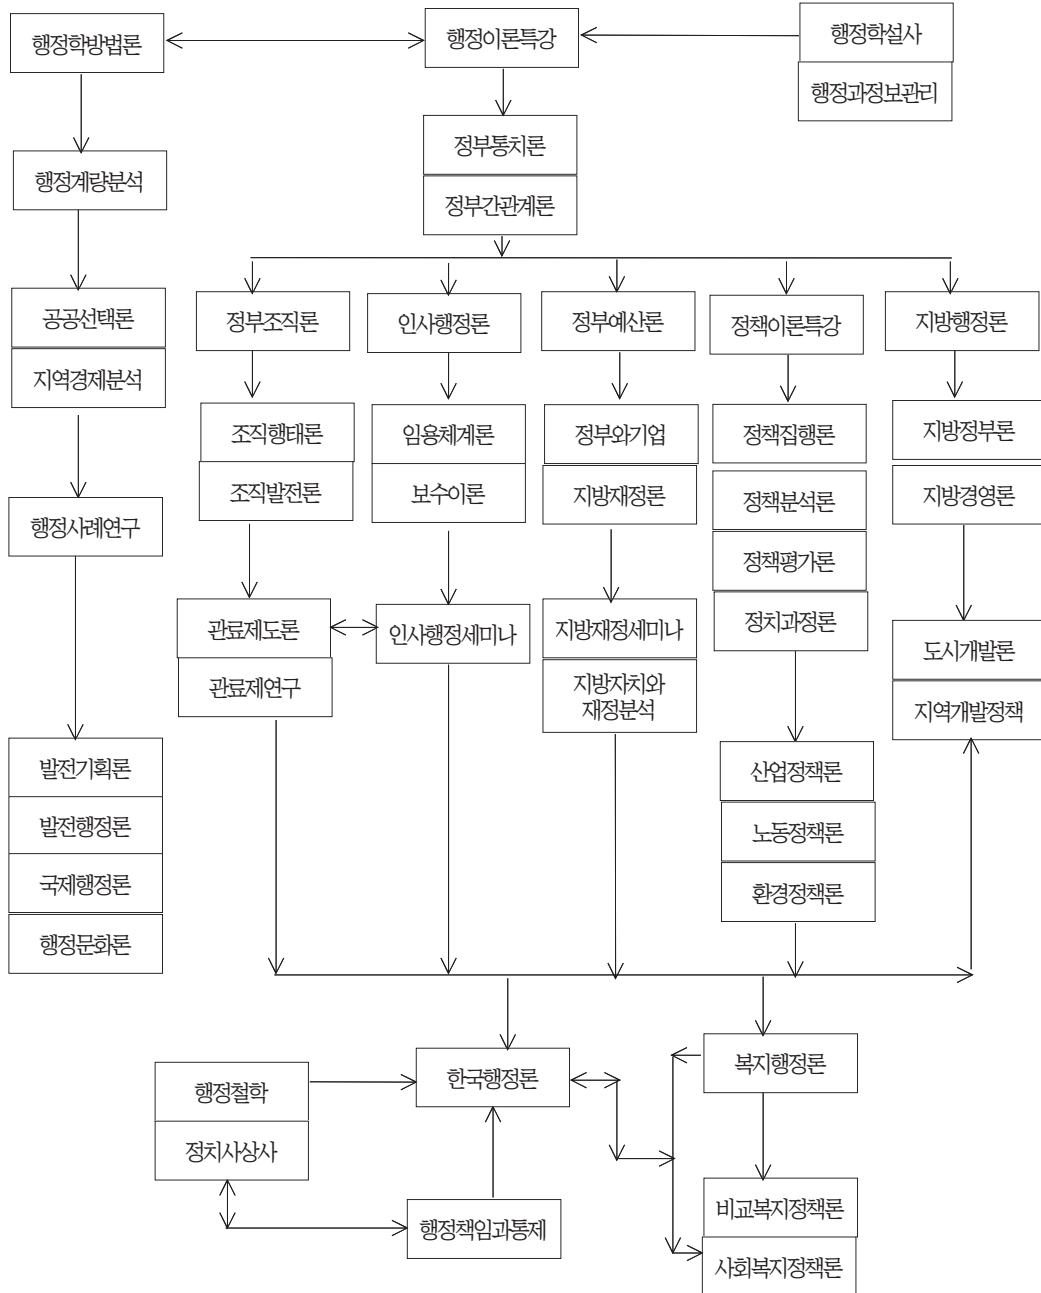 행정학방법론
행정이론특강
행정학설사
행정과정보관리
정부통치론
행정계량분석
정부간관계론
공공선택론
정부조직론
인사행정론
정부예산론
정책이론특강
지방행정론
지역경제분석
조직행태론
임용체계론
정부와기업
정책집행론
지방정부론
조직발전론
보수이론
지방재정론
정책분석론
지방경영론
행정사례연구
정책평가론
관료제도론
인사행정세미나
지방재정세미나
정치과정론
도시개발론
관료제연구
지방자치와
재정분석
지역개발정책
발전기획론
산업정책론
발전행정론
노동정책론
국제행정론
환경정책론
행정문화론
한국행정론
복지행정론
행정철학
정치사상사
행정책임과통제
비교복지정책론
사회복지정책론